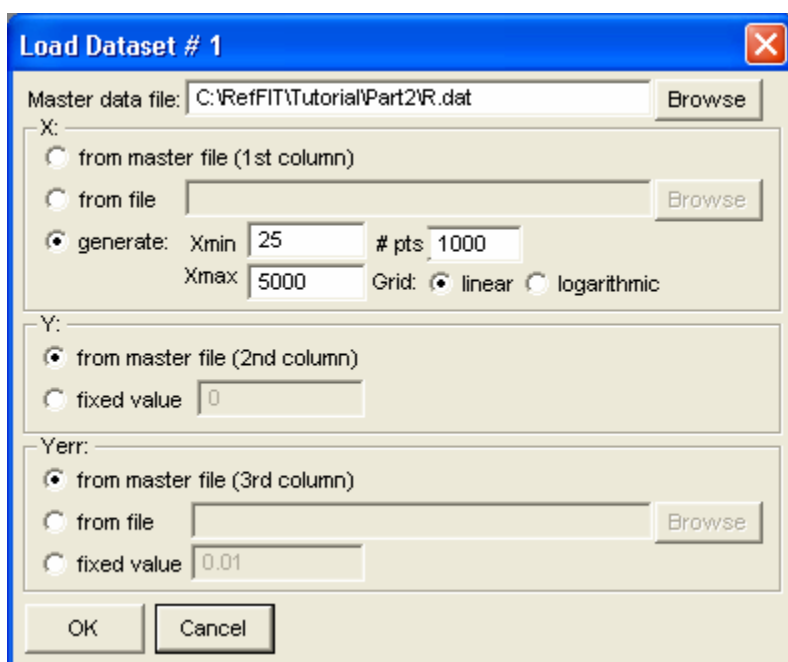 Load Dataset # 1
Master data file: C:\RefFIT\Tutorial\Part2\R.dat Browse
X:
from master file (1st column)
from file Browse
generate: Xmin 25 # pts 1000
Xmax 5000 Grid: linear logarithmic
Y:
from master file (2nd column)
fixed value 0
Yerr:
from master file (3rd column)
from file Browse
fixed value 0.01
OK Cancel